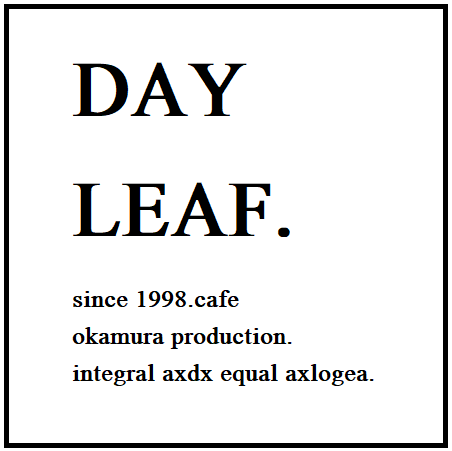 DAY
LEAF.
since 1998.cafe
okamura production.
integral axdx equal axlogea.